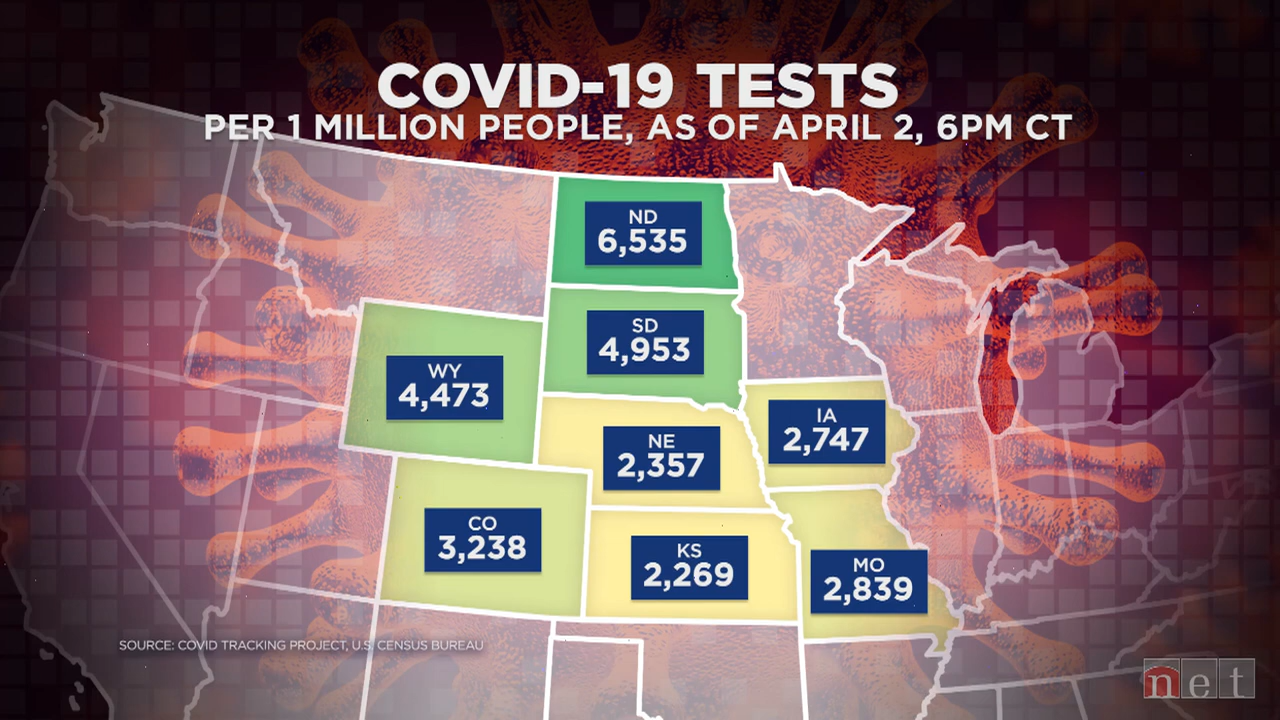 COVID-19 TESTS
PER 1 MILLION PEOPLE, AS OF APRIL 2, 6PM CT
ND
6,535
SD
4,953
WY
4,473
IA
2,747
NE
2,357
CO
3,238
KS
2,269
MO
2,839
SOURCE: COVID TRACKING PROJECT, U.S. CENSUS BUREAU
net